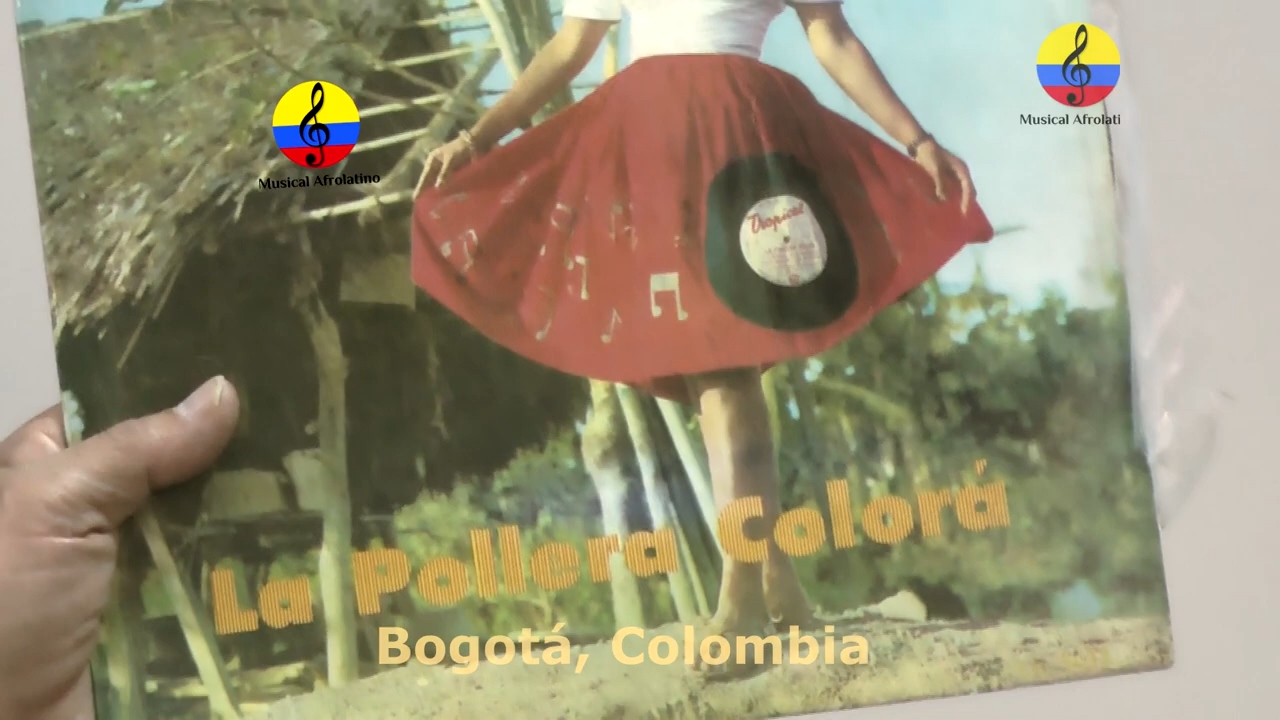 Musical Afrolati
Musical Afrolatino
Tropical
La Pollera Colorá
Bogotá, Colombia